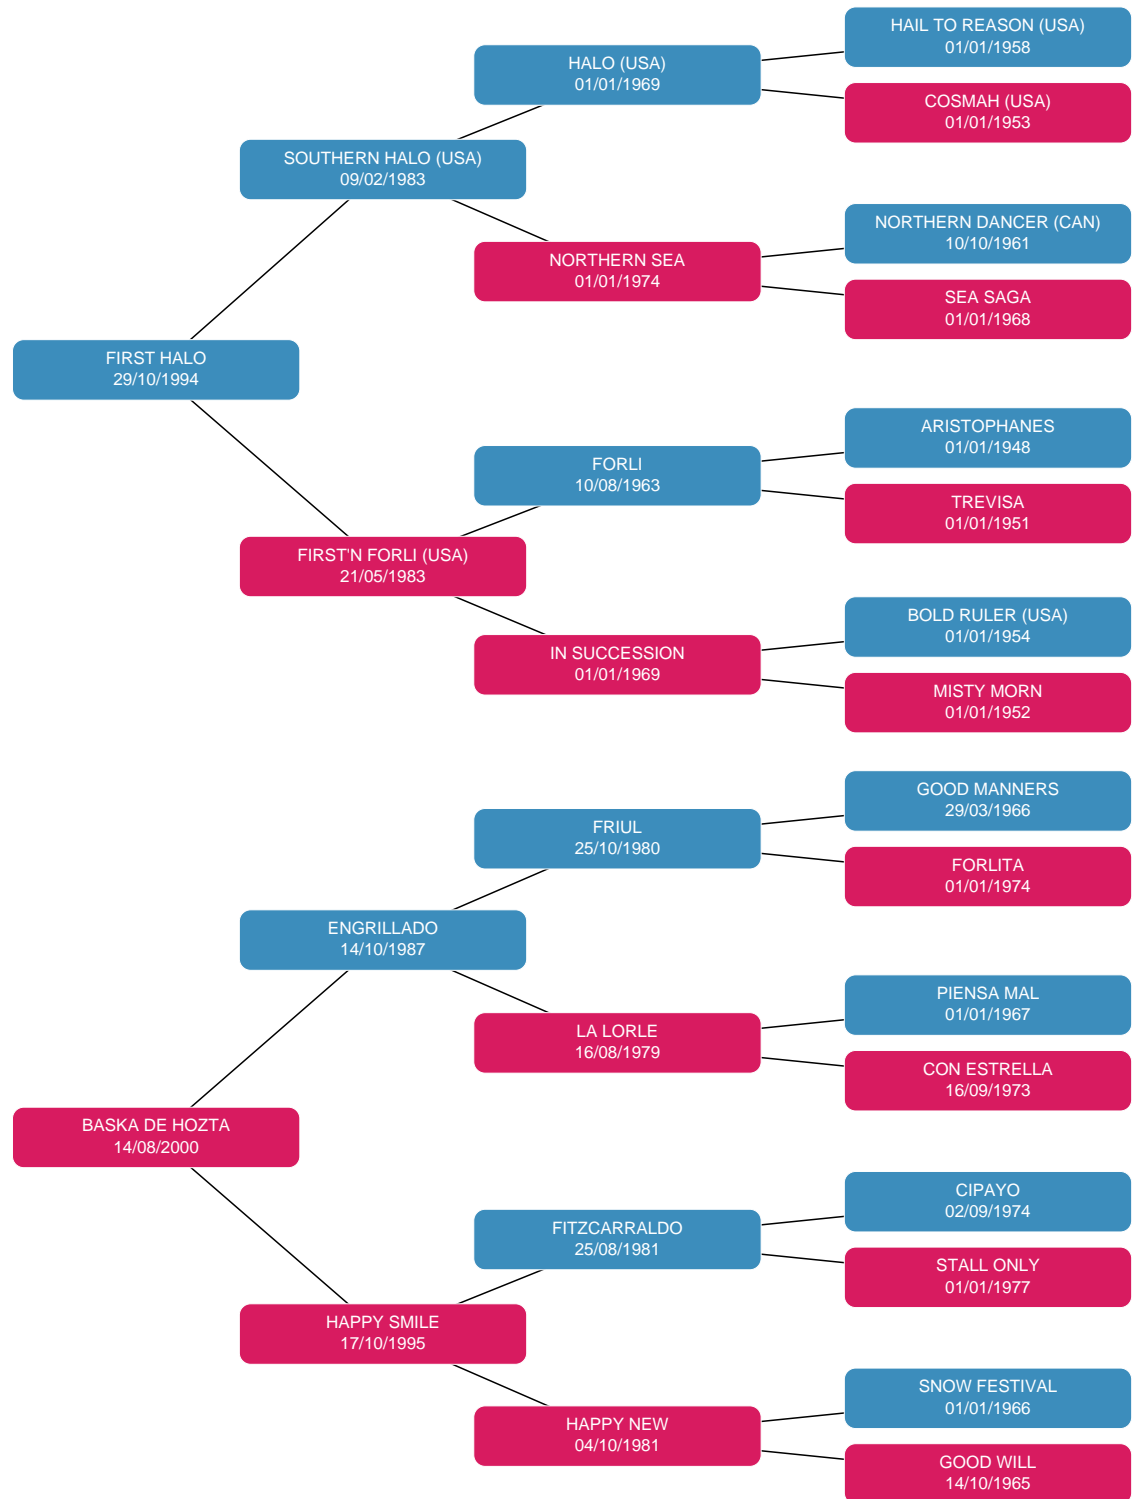 HAIL TO REASON (USA)
01/01/1958
HALO (USA)
01/01/1969
COSMAH (USA)
01/01/1953
SOUTHERN HALO (USA)
09/02/1983
NORTHERN DANCER (CAN)
10/10/1961
NORTHERN SEA
01/01/1974
SEA SAGA
01/01/1968
FIRST HALO
29/10/1994
ARISTOPHANES
01/01/1948
FORLI
10/08/1963
TREVISA
01/01/1951
FIRST'N FORLI (USA)
21/05/1983
BOLD RULER (USA)
01/01/1954
IN SUCCESSION
01/01/1969
MISTY MORN
01/01/1952
GOOD MANNERS
29/03/1966
FRIUL
25/10/1980
FORLITA
01/01/1974
ENGRILLADO
14/10/1987
PIENSA MAL
01/01/1967
LA LORLE
16/08/1979
CON ESTRELLA
16/09/1973
BASKA DE HOZTA
14/08/2000
CIPAYO
02/09/1974
FITZCARRALDO
25/08/1981
STALL ONLY
01/01/1977
HAPPY SMILE
17/10/1995
SNOW FESTIVAL
01/01/1966
HAPPY NEW
04/10/1981
GOOD WILL
14/10/1965